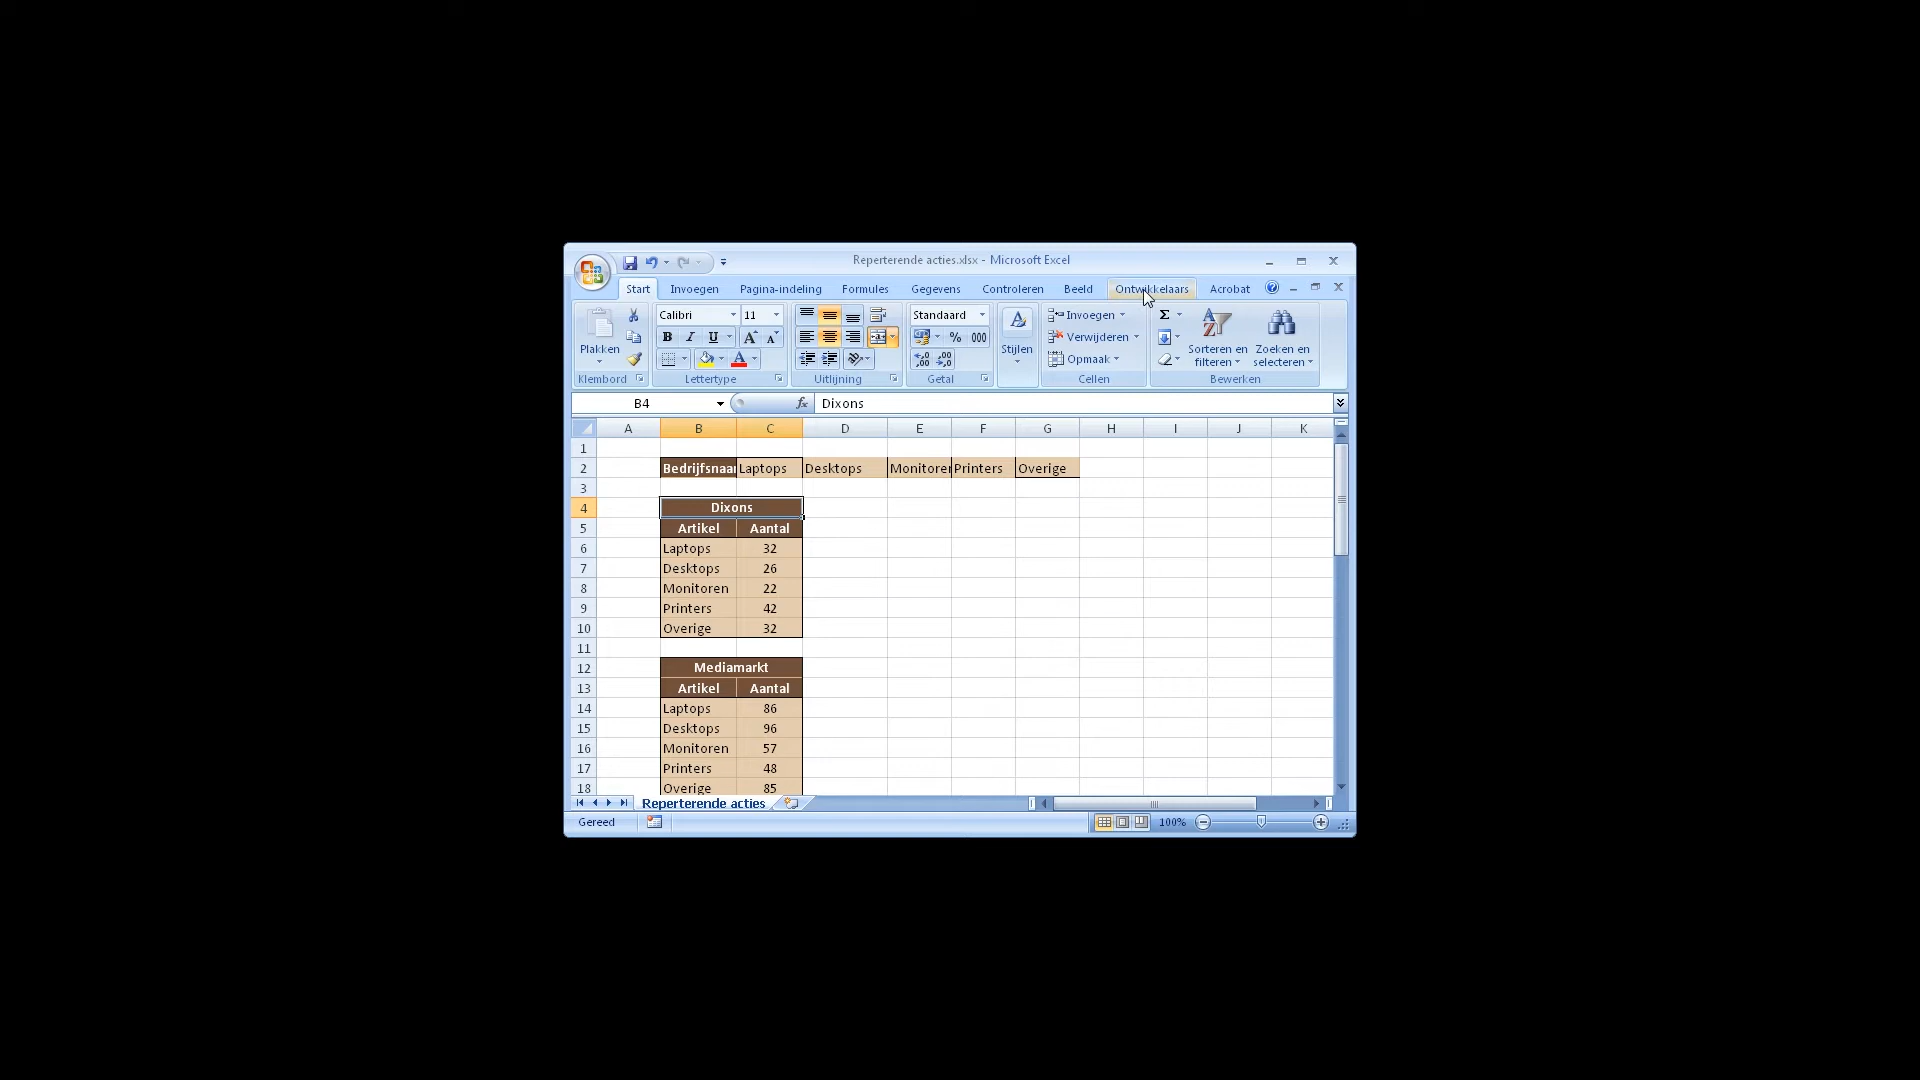 Reperterende acties.xlsx - Microsoft Excel
Start Invoegen Pagina-indeling Formules Gegevens Controleren Beeld Ontwikkelaars Acrobat
Plakken Calibri 11 Standaard Stijlen Invoegen Σ Sorteren en filteren Zoeken en selecteren
B I U A A % 000 Verwijderen
A Opmaak
Klembord Lettertype Uitlijning Getal Cellen Bewerken
B4 fx Dixons
A B C D E F G H I J K
1
2 Bedrijfsnaar Laptops Desktops Monitorer Printers Overige
3
4 Dixons
5 Artikel Aantal
6 Laptops 32
7 Desktops 26
8 Monitoren 22
9 Printers 42
10 Overige 32
11
12 Mediamarkt
13 Artikel Aantal
14 Laptops 86
15 Desktops 96
16 Monitoren 57
17 Printers 48
18 Overige 85
Reperterende acties
Gereed 100%